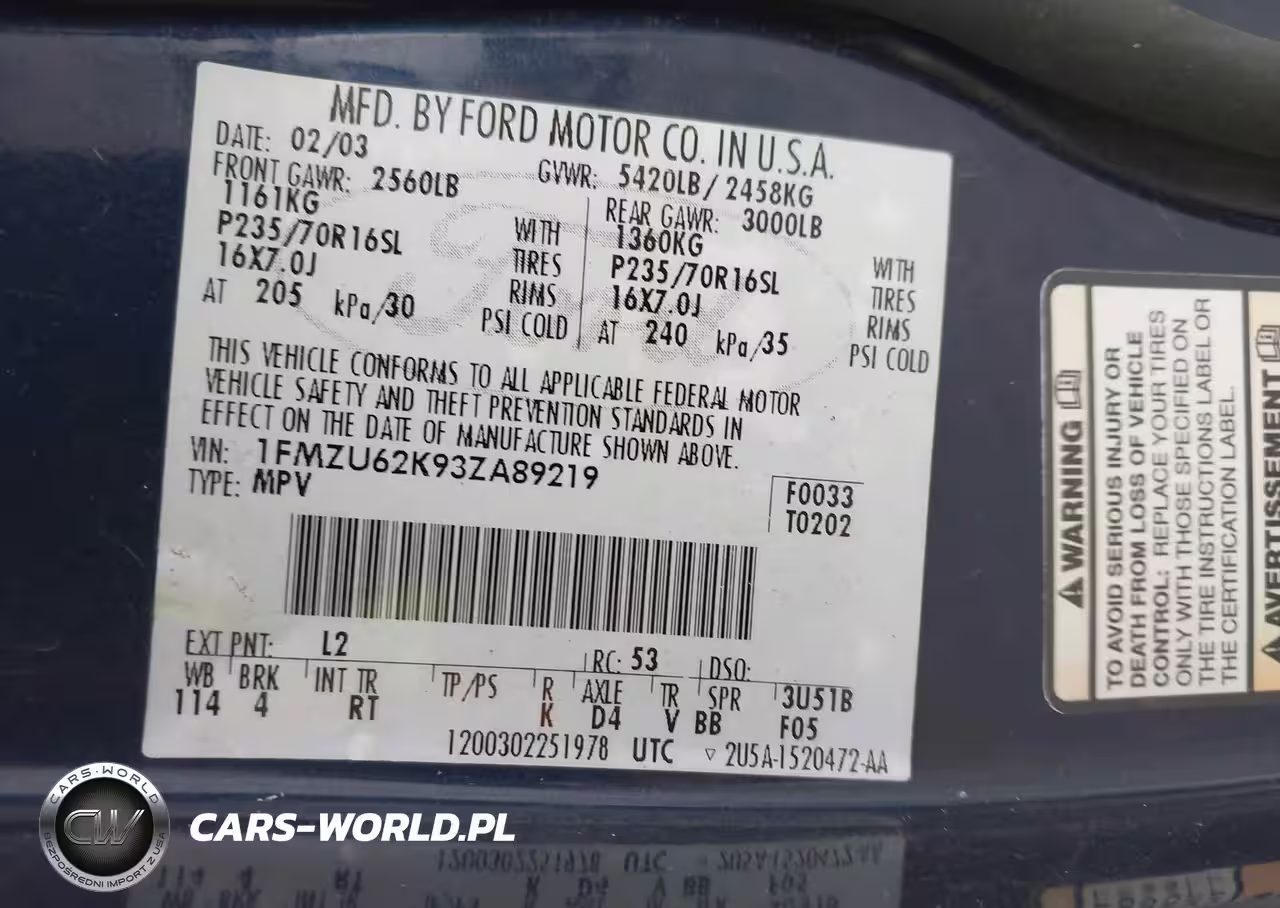 MFD. BY FORD MOTOR CO. IN U.S.A.
DATE: 02/03
GVWR: 5420LB / 2458KG
FRONT GAWR: 2560LB
1161KG
P235/70R16SL
16X7.0J
AT 205 kPa/30
WITH
TIRES
RIMS
PSI COLD
REAR GAWR: 3000LB
1360KG
P235/70R16SL
16X7.0J
AT 240 kPa/35
WITH
TIRES
RIMS
PSI COLD
THIS VEHICLE CONFORMS TO ALL APPLICABLE FEDERAL MOTOR
VEHICLE SAFETY AND THEFT PREVENTION STANDARDS IN
EFFECT ON THE DATE OF MANUFACTURE SHOWN ABOVE.
VIN: 1FMZU62K93ZA89219
TYPE: MPV
F0033
T0202
EXT PNT: L2
RC: 53
DSO:
WB BRK INT TR TP/PS R AXLE TR SPR 3U51B
114 4 RT K D4 V BB F05
1200302251978 UTC ▽ 2U5A-1520472-AA
WARNING
TO AVOID SERIOUS INJURY OR
DEATH FROM LOSS OF VEHICLE
CONTROL: REPLACE YOUR TIRES
ONLY WITH THOSE SPECIFIED ON
THE TIRE INSTRUCTIONS LABEL OR
THE CERTIFICATION LABEL.
AVERTISSEMENT
CARS-WORLD
CW
BEZPOŚREDNI IMPORT Z USA
CARS-WORLD.PL